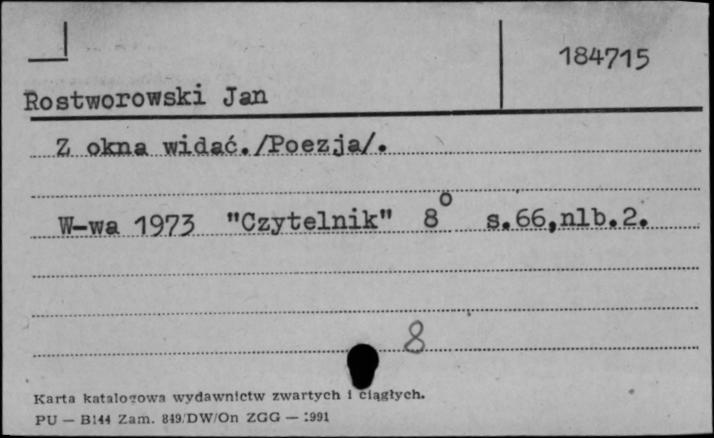 184715
Rostworowski Jan
Z okna widać./Poezja/.
W-wa 1973 "Czytelnik" 8° s.66,nlb.2.
8
Karta katalogowa wydawnictw zwartych i ciągłych.
PU — B144 Zam. 849/DW/On ZGG — 1991